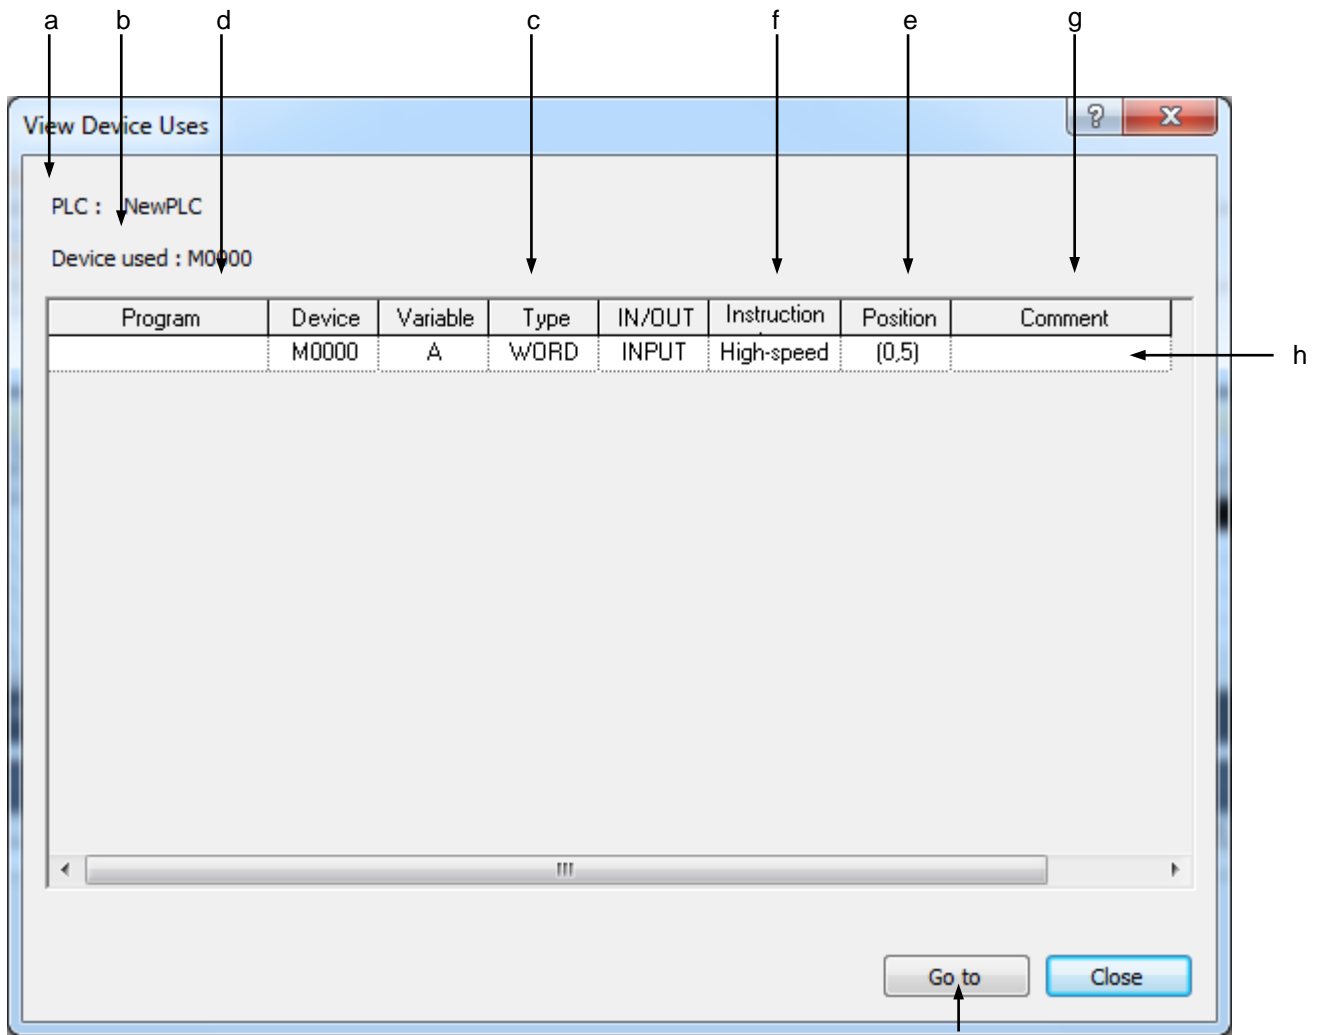 a b d c f e g
View Device Uses ?
PLC : NewPLC
Device used : M0000
Program Device Variable Type IN/OUT Instruction Position Comment
M0000 A WORD INPUT High-speed (0,5)
h
Go to Close